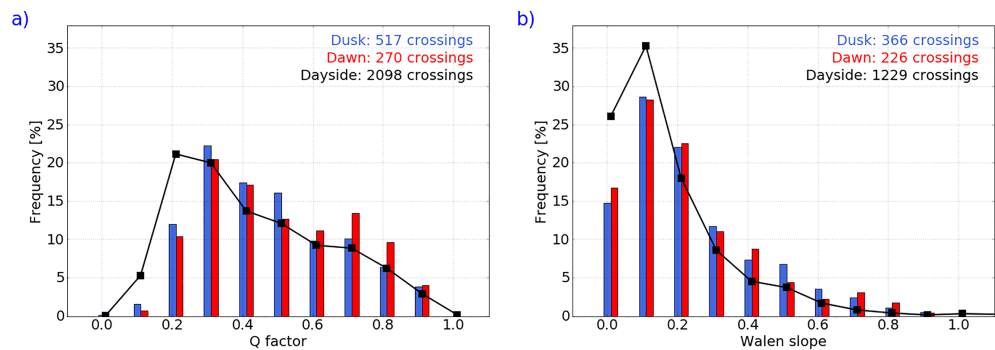 a)
Dusk: 517 crossings
Dawn: 270 crossings
Dayside: 2098 crossings
Frequency [%]
35
30
25
20
15
10
5
0
0.0 0.2 0.4 0.6 0.8 1.0
Q factor
b)
Dusk: 366 crossings
Dawn: 226 crossings
Dayside: 1229 crossings
Frequency [%]
35
30
25
20
15
10
5
0
0.0 0.2 0.4 0.6 0.8 1.0
Walen slope